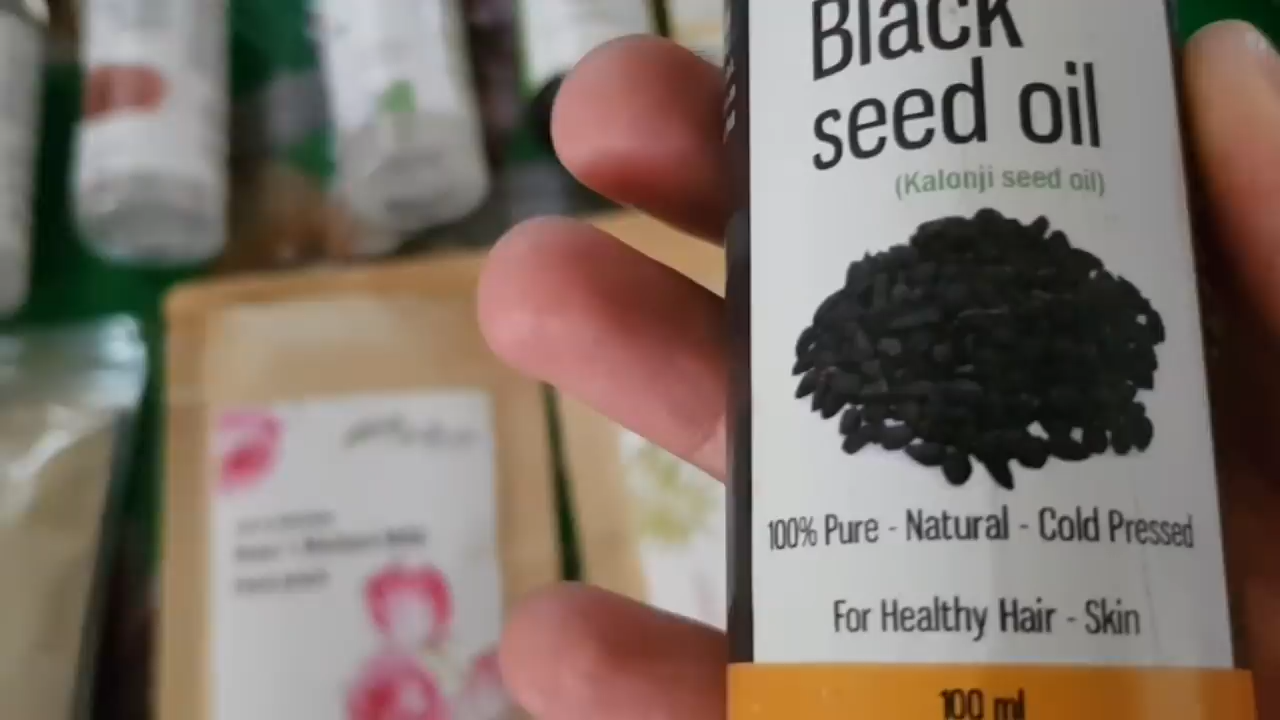 Black
seed oil
(Kalonji seed oil)
100% Pure - Natural - Cold Pressed
For Healthy Hair - Skin
100 ml